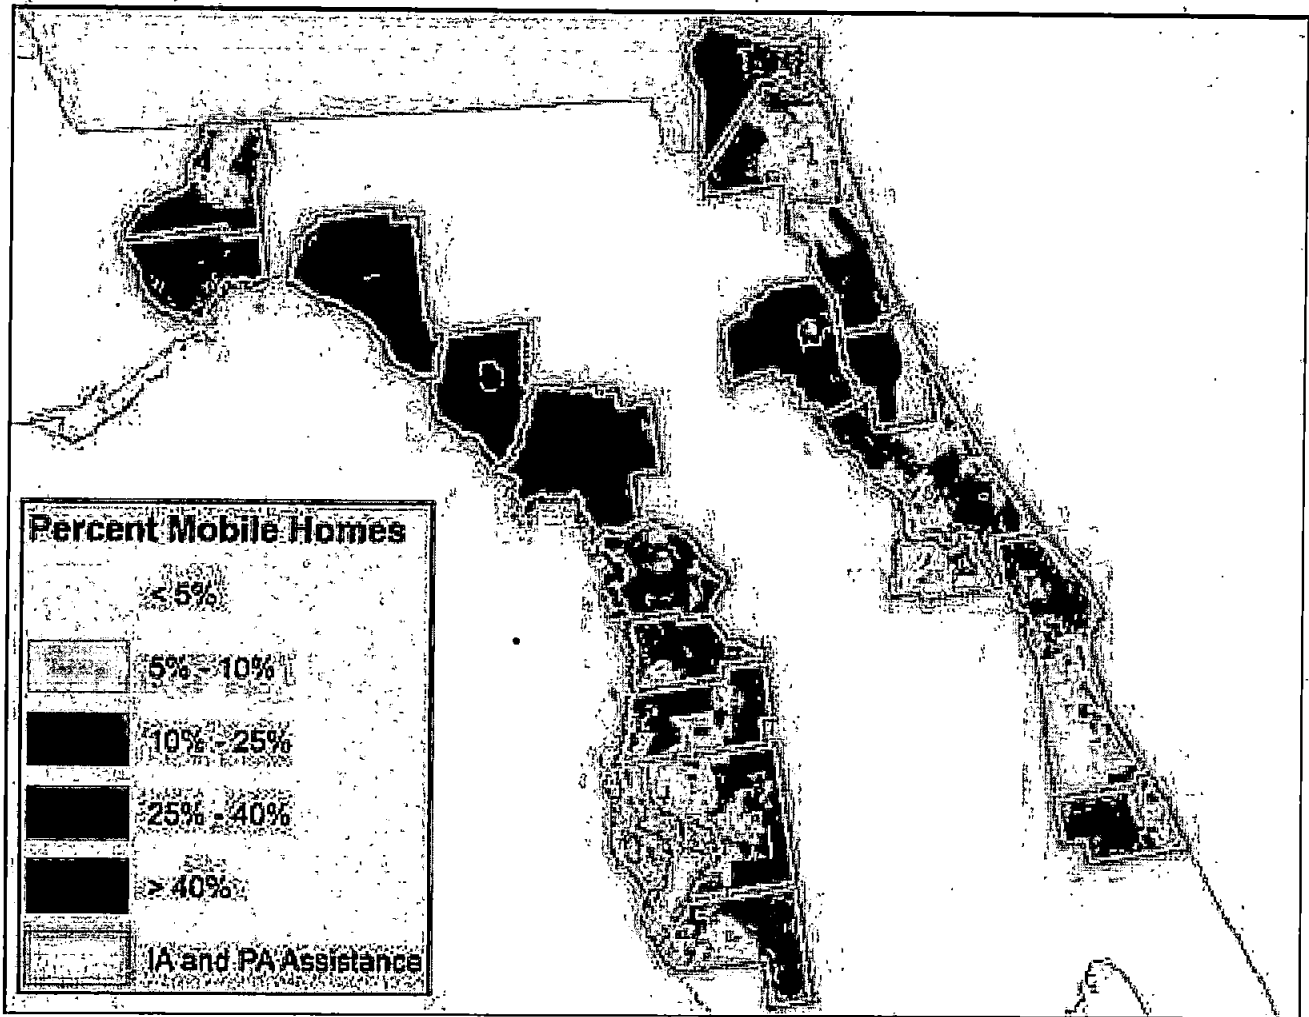 Percent Mobile Homes
< 5%
5% - 10%
10% - 25%
25% - 40%
> 40%
IA and PA Assistance